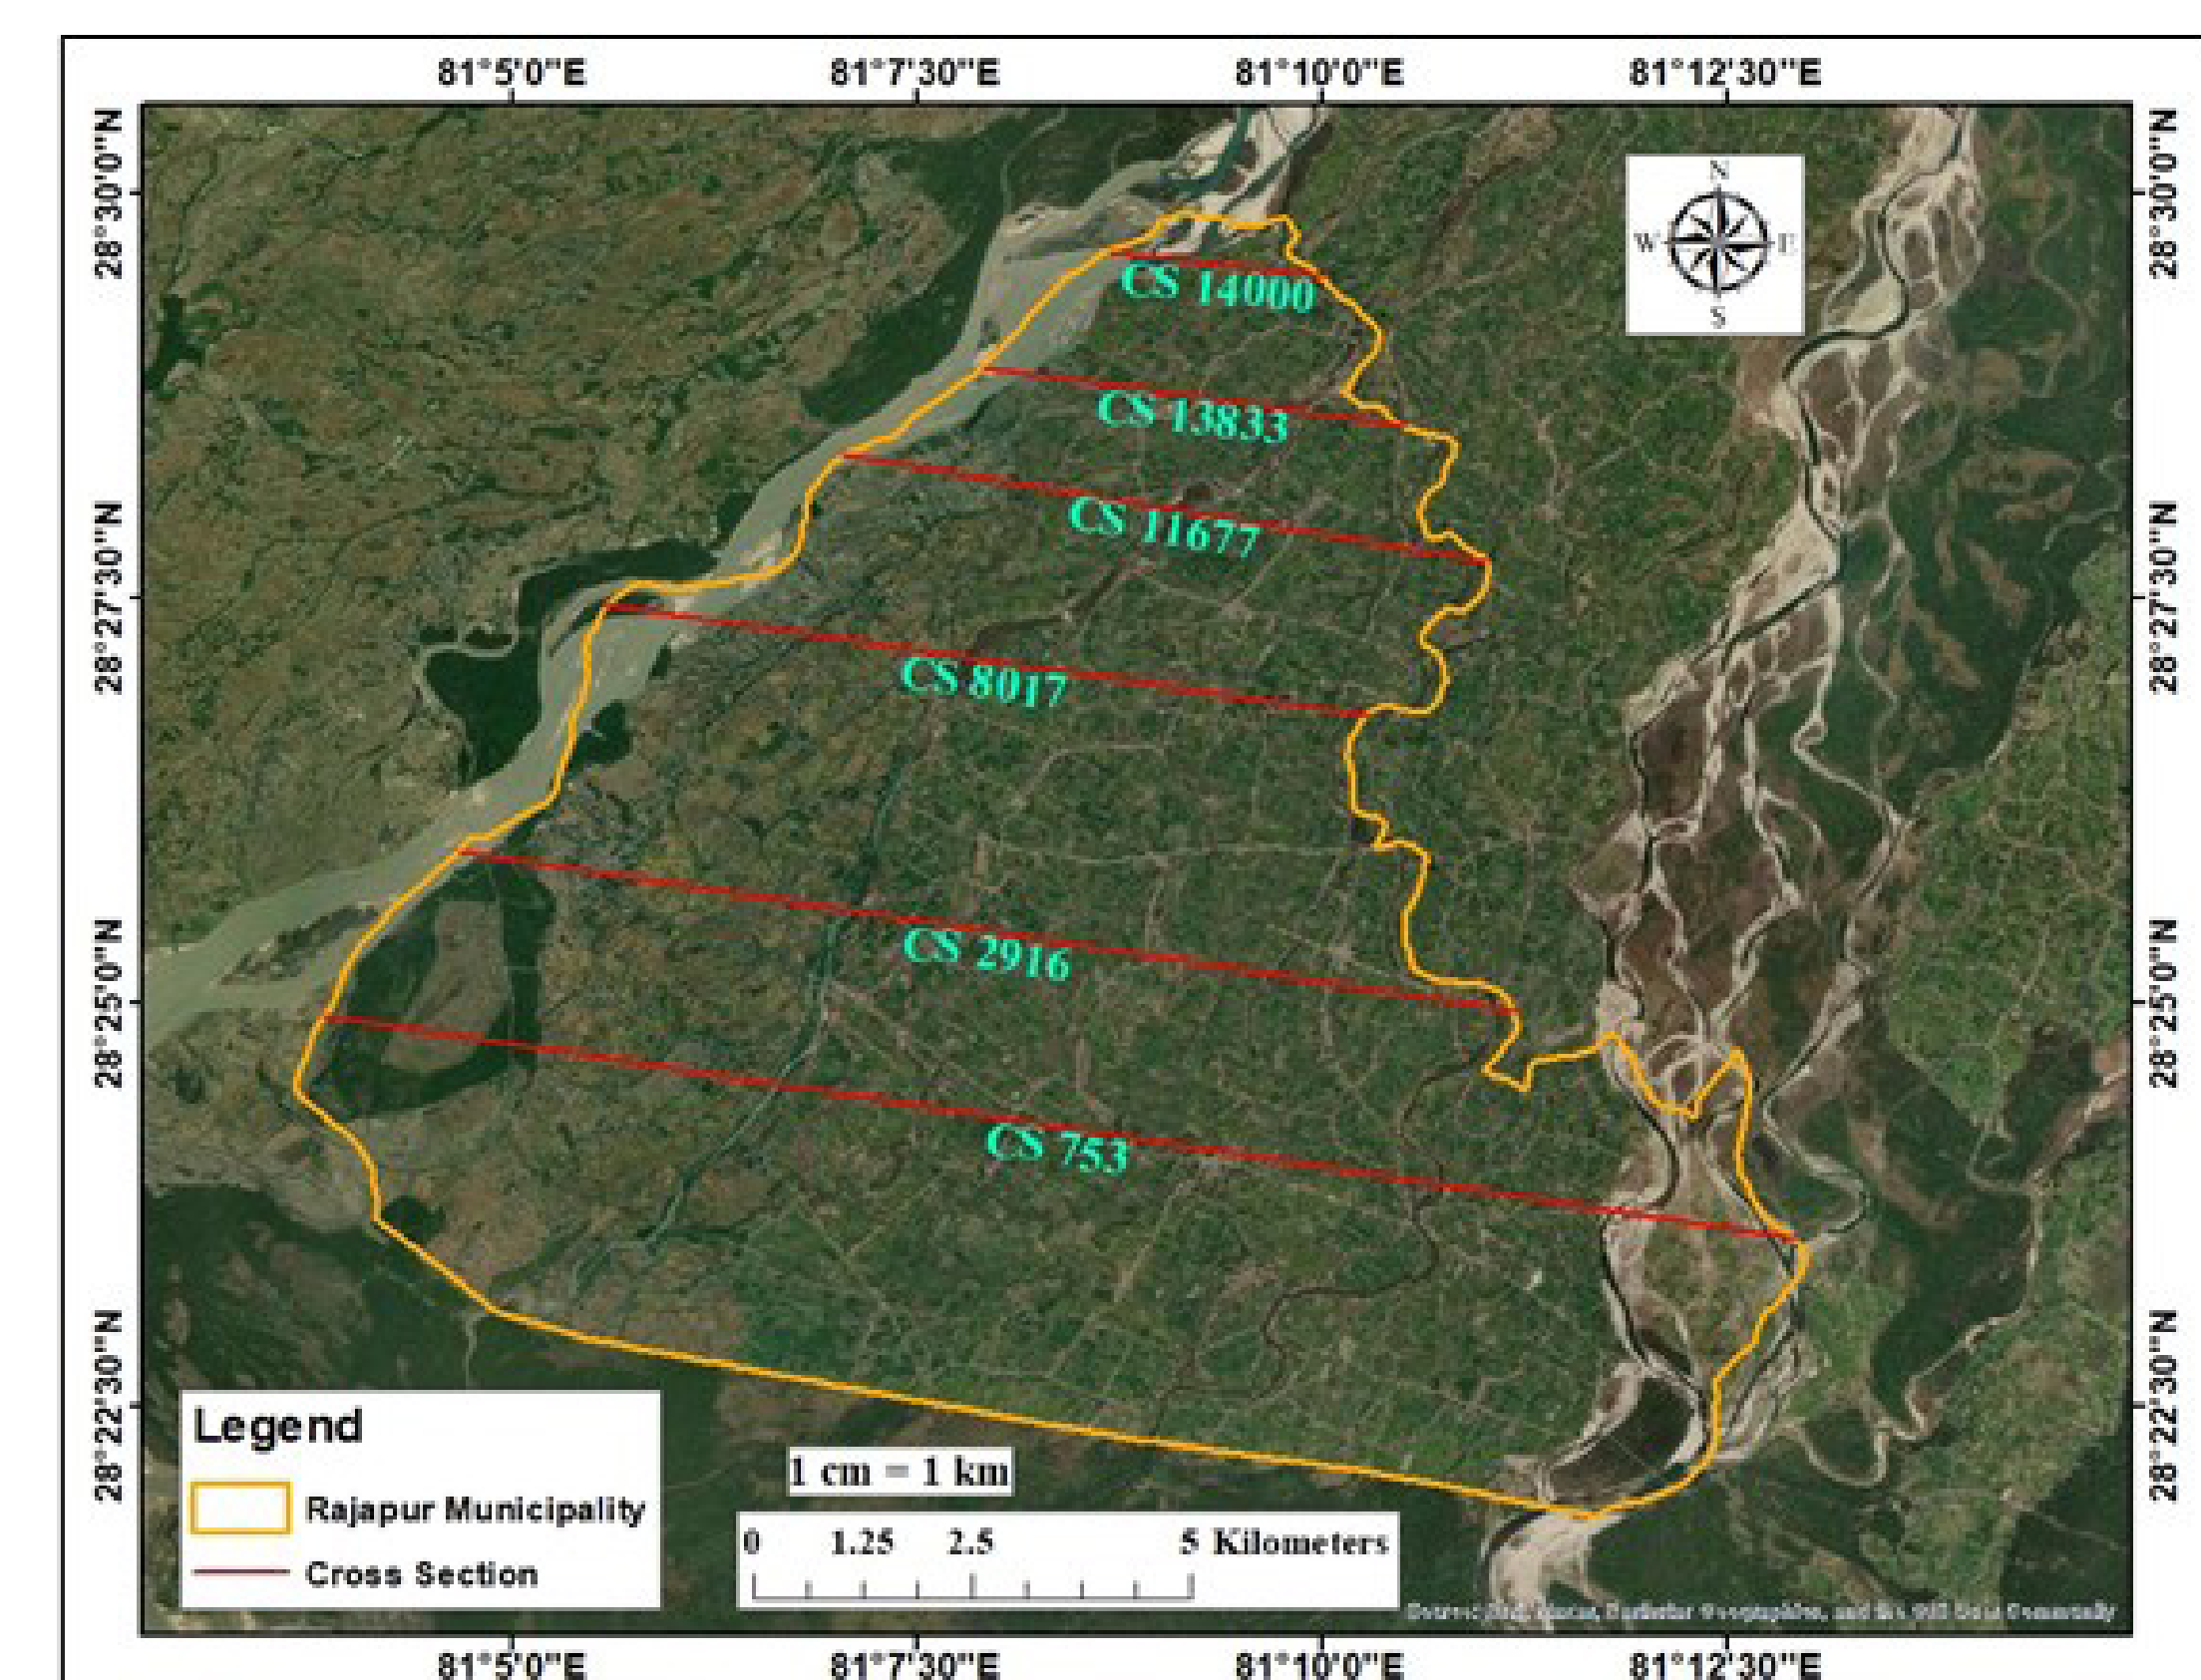 81°5'0"E 81°7'30"E 81°10'0"E 81°12'30"E
28°30'0"N 28°30'0"N
N
W E
S
CS 14000
CS 13833
CS 11677
28°27'30"N 28°27'30"N
CS 8017
CS 2916
28°25'0"N 28°25'0"N
CS 753
28°22'30"N 28°22'30"N
Legend
Rajapur Municipality
Cross Section
1 cm = 1 km
0 1.25 2.5 5 Kilometers
81°5'0"E 81°7'30"E 81°10'0"E 81°12'30"E